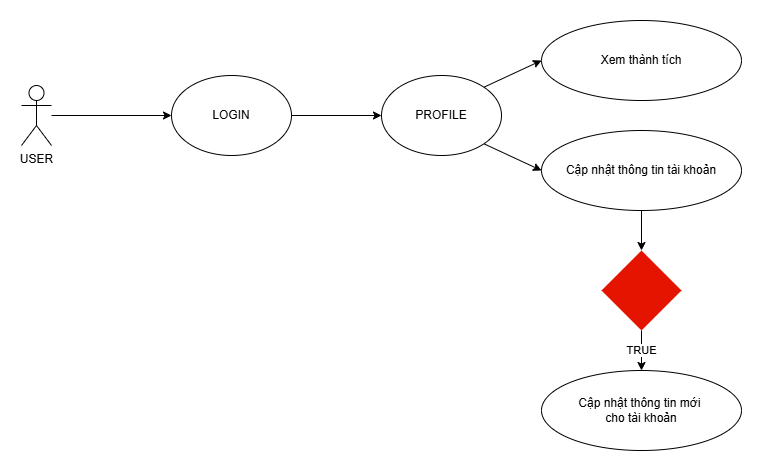 Xem thành tích
LOGIN
PROFILE
USER
Cập nhật thông tin tài khoản
TRUE
Cập nhật thông tin mới
cho tài khoản